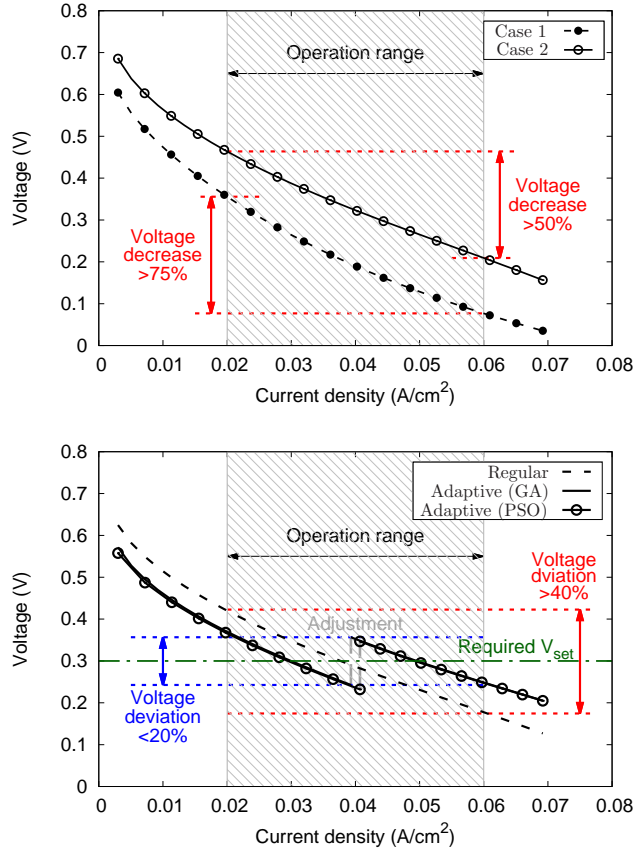 0.8
0.7
0.6
0.5
0.4
0.3
0.2
0.1
0
Voltage (V)
Case 1
Case 2
Operation range
Voltage
decrease
>75%
Voltage
decrease
>50%
0 0.01 0.02 0.03 0.04 0.05 0.06 0.07 0.08
Current density (A/cm²)
0.8
0.7
0.6
0.5
0.4
0.3
0.2
0.1
0
Voltage (V)
Regular
Adaptive (GA)
Adaptive (PSO)
Operation range
Voltage
dviation
>40%
Adjustment
Required Vset
Voltage
deviation
<20%
0 0.01 0.02 0.03 0.04 0.05 0.06 0.07 0.08
Current density (A/cm²)